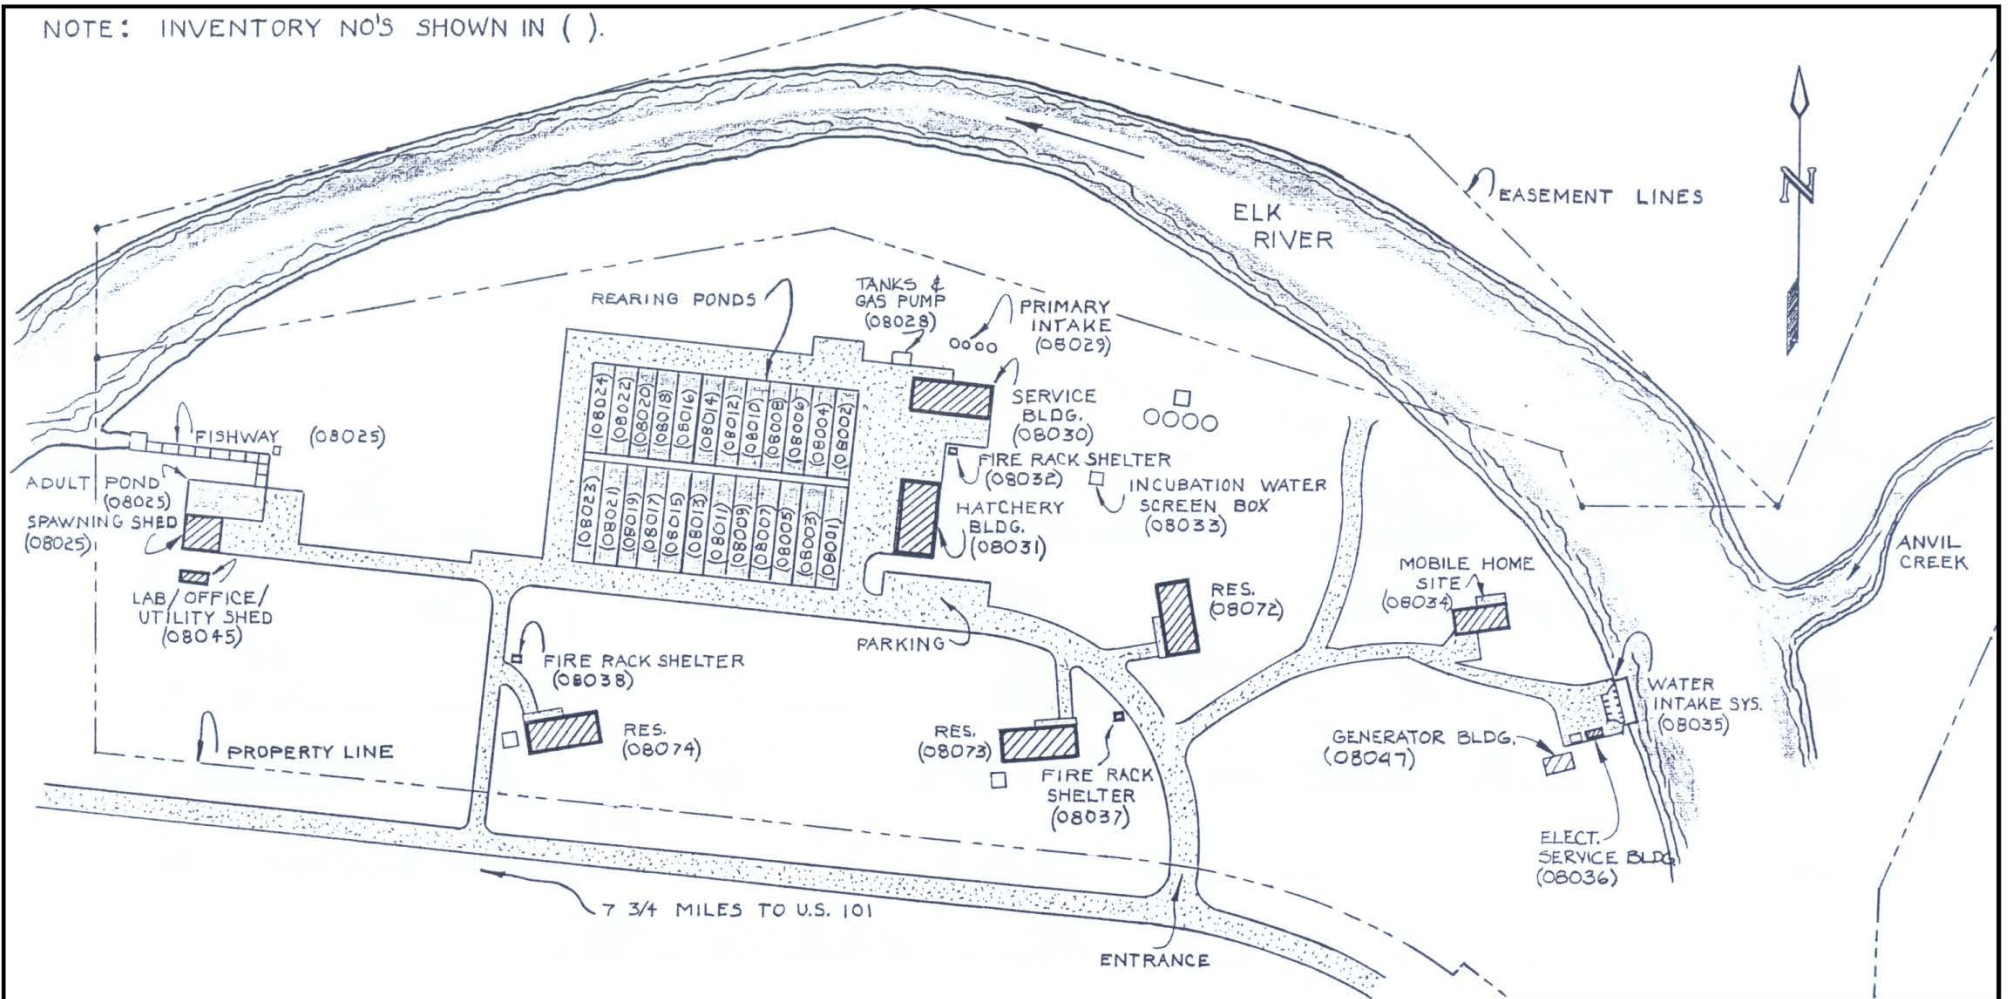 NOTE: INVENTORY NO'S SHOWN IN ( ).
N
EASEMENT LINES
ELK
RIVER
REARING PONDS
TANKS &
GAS PUMP
(08028)
PRIMARY
INTAKE
(08029)
SERVICE
BLDG.
(08030)
(08024)
(08022)
(08020)
(08018)
(08016)
(08014)
(08012)
(08010)
(08008)
(08006)
(08004)
(08002)
(08023)
(08021)
(08019)
(08017)
(08015)
(08013)
(08011)
(08009)
(08007)
(08005)
(08003)
(08001)
FISHWAY (08025)
ADULT POND
(08025)
SPAWNING SHED
(08025)
FIRE RACK SHELTER
(08032)
INCUBATION WATER
SCREEN BOX
(08033)
HATCHERY
BLDG.
(08031)
ANVIL
CREEK
MOBILE HOME
SITE
(08034)
RES.
(08072)
LAB/OFFICE/
UTILITY SHED
(08045)
PARKING
FIRE RACK SHELTER
(08038)
WATER
INTAKE SYS.
(08035)
RES.
(08074)
RES.
(08073)
GENERATOR BLDG.
(08047)
PROPERTY LINE
FIRE RACK
SHELTER
(08037)
ELECT.
SERVICE BLDG
(08036)
7 3/4 MILES TO U.S. 101
ENTRANCE